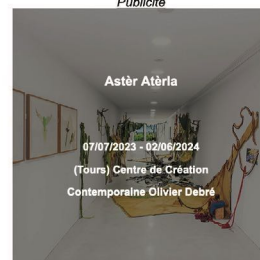 Publicité
Astèr Atèrla
07/07/2023 - 02/06/2024
(Tours) Centre de Création
Contemporaine Olivier Debré